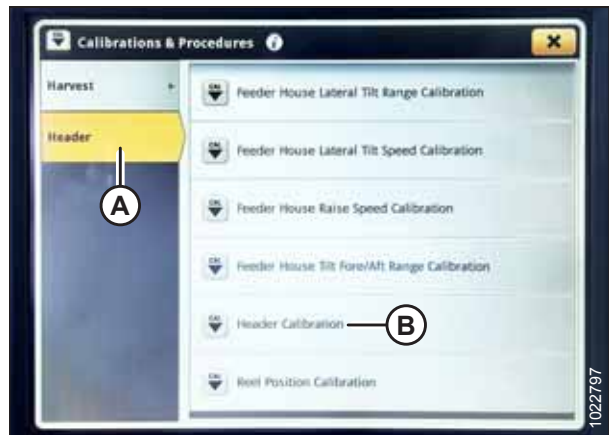 Calibrations & Procedures
Harvest
Header
Feeder House Lateral Tilt Range Calibration
Feeder House Lateral Tilt Speed Calibration
Feeder House Raise Speed Calibration
Feeder House Tilt Fore/Aft Range Calibration
Header Calibration
Reel Position Calibration
A
B
1022797